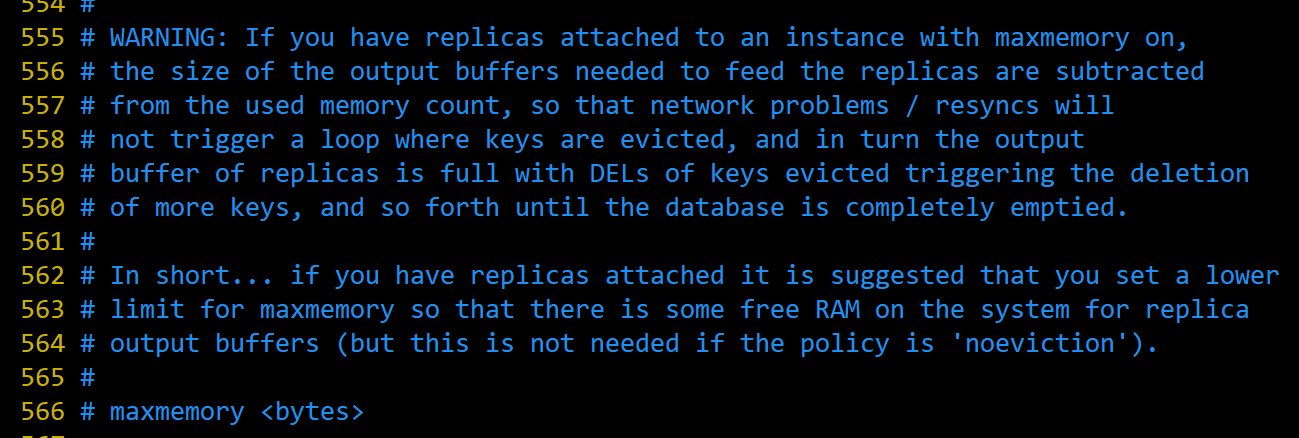 554 #
555 # WARNING: If you have replicas attached to an instance with maxmemory on,
556 # the size of the output buffers needed to feed the replicas are subtracted
557 # from the used memory count, so that network problems / resyncs will
558 # not trigger a loop where keys are evicted, and in turn the output
559 # buffer of replicas is full with DELs of keys evicted triggering the deletion
560 # of more keys, and so forth until the database is completely emptied.
561 #
562 # In short... if you have replicas attached it is suggested that you set a lower
563 # limit for maxmemory so that there is some free RAM on the system for replica
564 # output buffers (but this is not needed if the policy is 'noeviction').
565 #
566 # maxmemory <bytes>
567